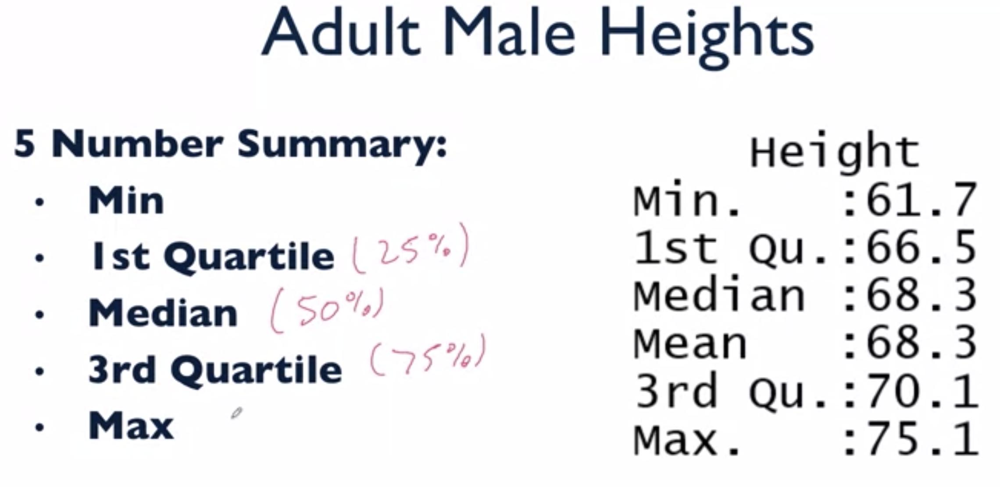 Adult Male Heights
5 Number Summary:
• Min
• 1st Quartile (25%)
• Median (50%)
• 3rd Quartile (75%)
• Max
Height
Min. :61.7
1st Qu.:66.5
Median :68.3
Mean :68.3
3rd Qu.:70.1
Max. :75.1